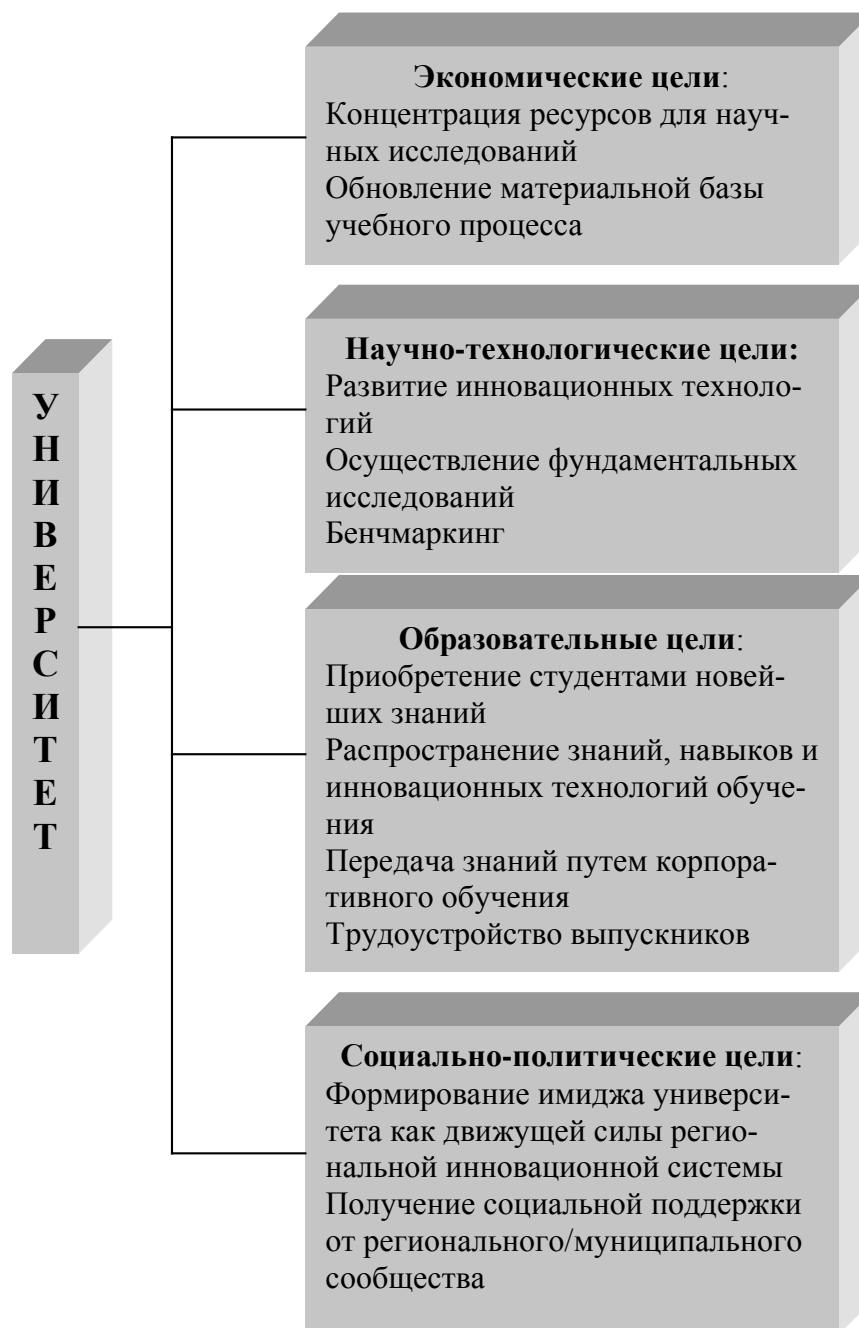 Экономические цели:
Концентрация ресурсов для науч-
ных исследований
Обновление материальной базы
учебного процесса
Научно-технологические цели:
Развитие инновационных техноло-
гий
Осуществление фундаментальных
исследований
Бенчмаркинг
У
Н
И
В
Е
Р
С
И
Т
Е
Т
Образовательные цели:
Приобретение студентами новей-
ших знаний
Распространение знаний, навыков и
инновационных технологий обуче-
ния
Передача знаний путем корпора-
тивного обучения
Трудоустройство выпускников
Социально-политические цели:
Формирование имиджа универси-
тета как движущей силы регио-
нальной инновационной системы
Получение социальной поддержки
от регионального/муниципального
сообщества